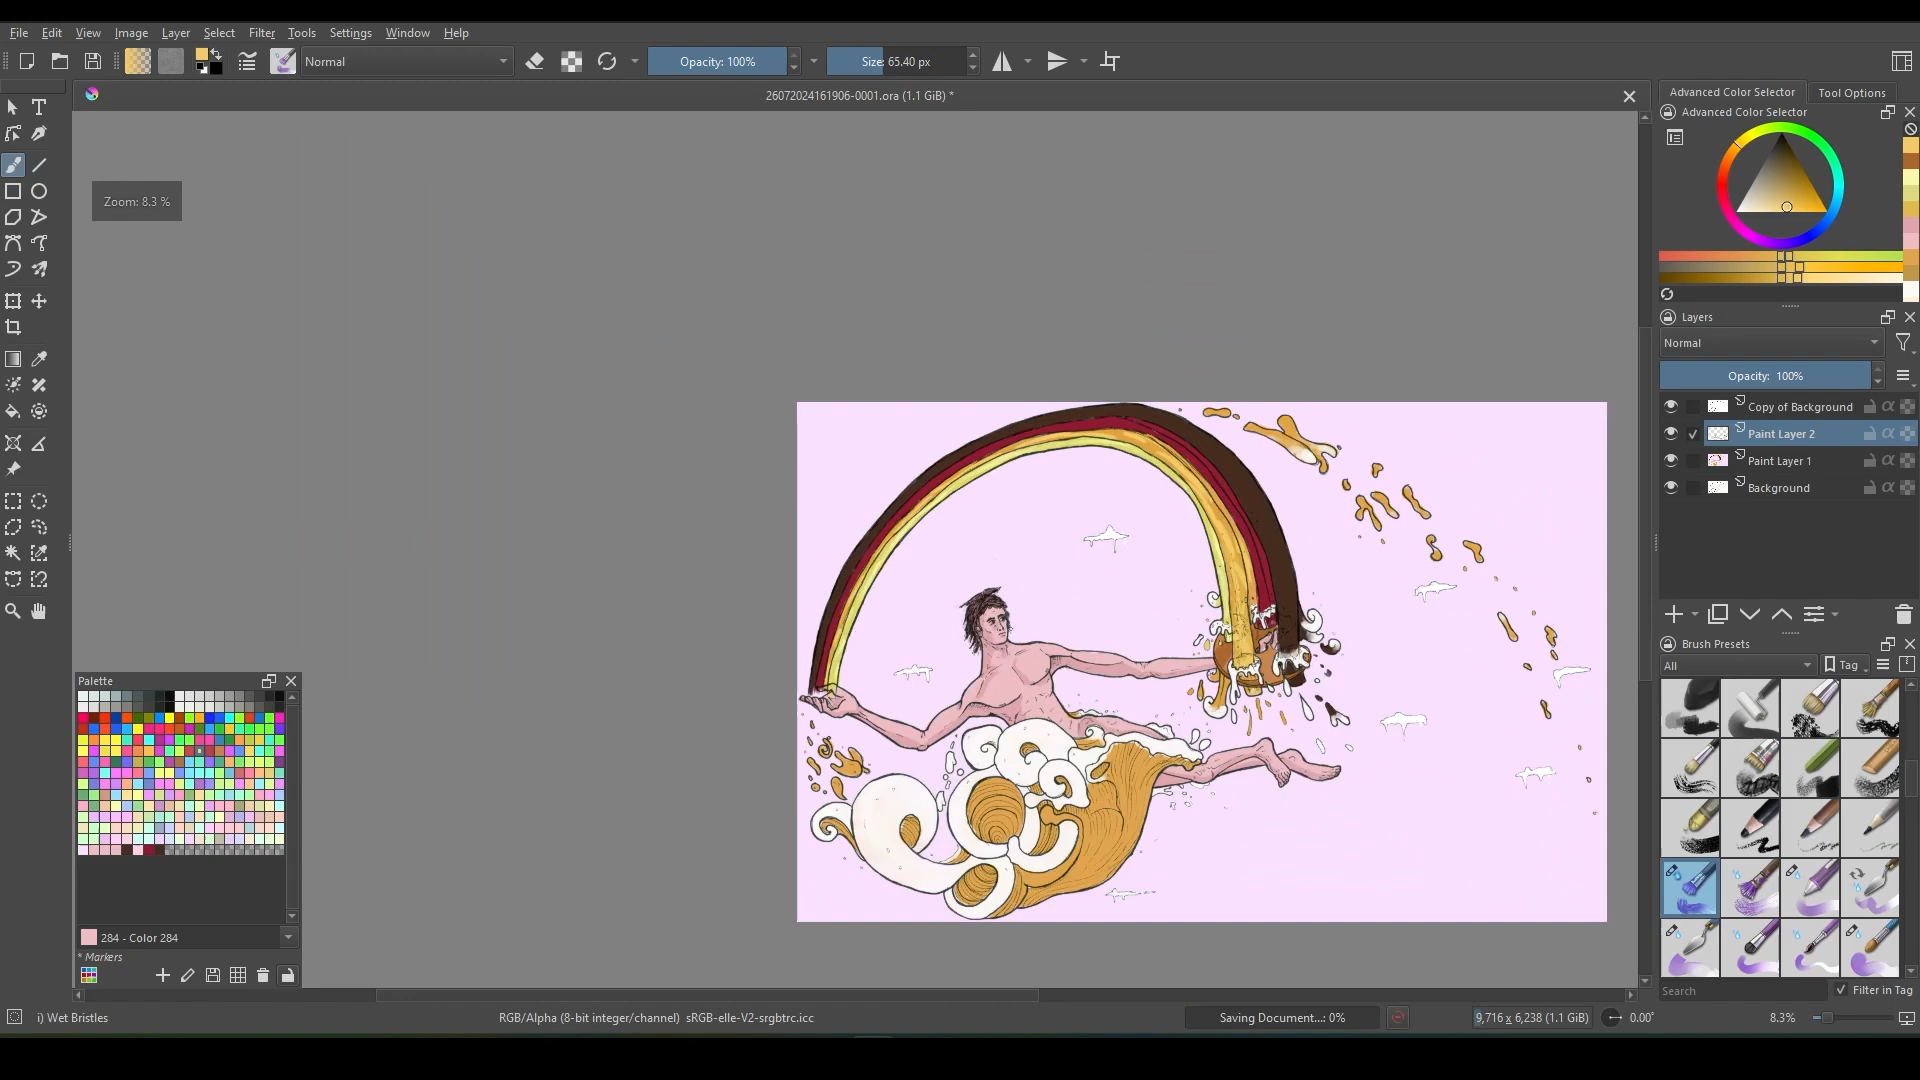 File Edit View Image Layer Select Filter Tools Settings Window Help
Normal
Opacity: 100%
Size: 65.40 px
26072024161906-0001.ora (1.1 GiB) *
Advanced Color Selector
Tool Options
Advanced Color Selector
Zoom: 8.3 %
Layers
Normal
Opacity: 100%
Copy of Background
Paint Layer 2
Paint Layer 1
Background
Brush Presets
All
Tag
Palette
284 - Color 284
* Markers
Search
Filter in Tag
i) Wet Bristles
RGB/Alpha (8-bit integer/channel) sRGB-elle-V2-srgbtrc.icc
Saving Document...: 0%
9,716 x 6,238 (1.1 GiB)
0.00°
8.3%